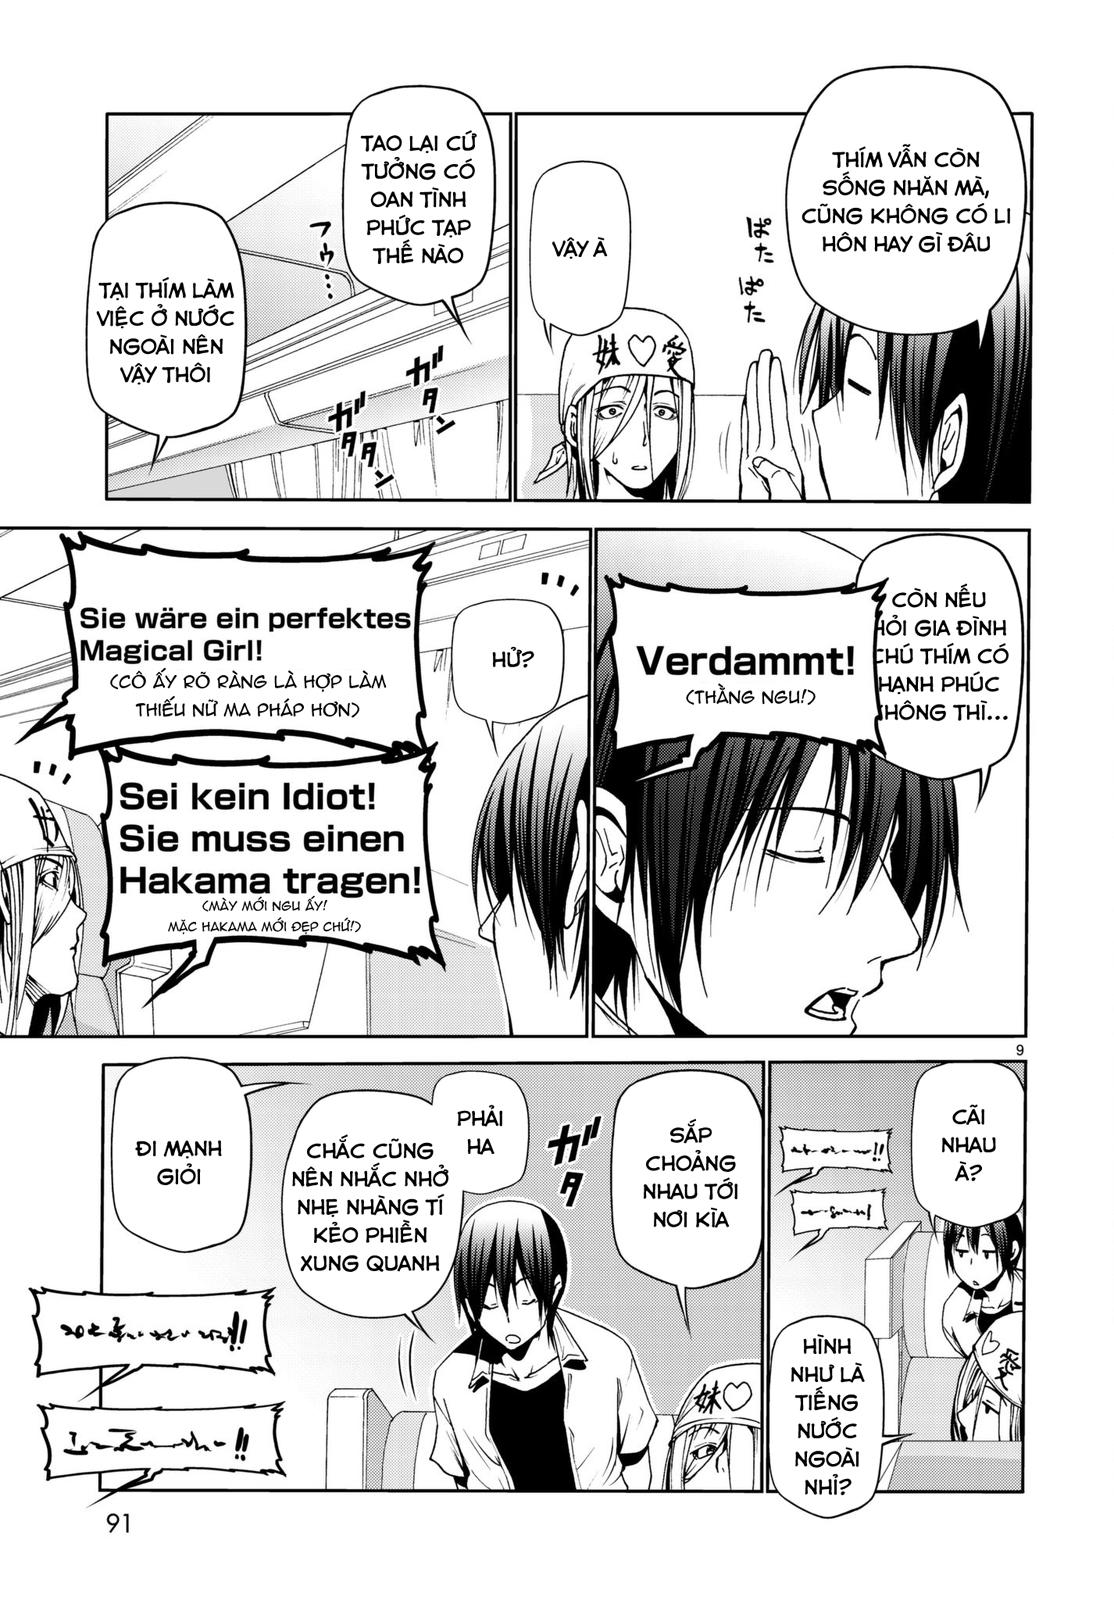 THÍM VẪN CÒN
SỐNG NHĂN MÀ,
CŨNG KHÔNG CÓ LI
HÔN HAY GÌ ĐÂU
ぱた
ぱた
VẬY À
妹♡愛
TAO LẠI CỨ
TƯỞNG CÓ
OAN TÌNH
PHỨC TẠP
THẾ NÀO
フゥ…
TẠI THÍM LÀM
VIỆC Ở NƯỚC
NGOÀI NÊN
VẬY THÔI
ガタン
ガタン
CÒN NẾU
HỎI GIA ĐÌNH
CHÚ THÍM CÓ
HẠNH PHÚC
KHÔNG THÌ...
Verdammt!
(THẰNG NGU!)
HỬ?
Sie wäre ein perfektes
Magical Girl!
(CÔ ẤY RÕ RÀNG LÀ HỢP LÀM
THIẾU NỮ MA PHÁP HƠN)
Sei kein Idiot!
Sie muss einen
Hakama tragen!
(MÀY MỚI NGU ẤY!
MẶC HAKAMA MỚI ĐẸP CHỨ!)
9
CÃI
NHAU
À?
HÌNH
NHƯ LÀ
TIẾNG
NƯỚC
NGOÀI
NHỈ?
愛
SẮP
CHOẢNG
NHAU TỚI
NƠI KÌA
ガタ
PHẢI
HA
CHẮC CŨNG
NÊN NHẮC NHỞ
NHẸ NHÀNG TÍ
KẺO PHIỀN
XUNG QUANH
妹♡
ĐI MẠNH
GIỎI
91